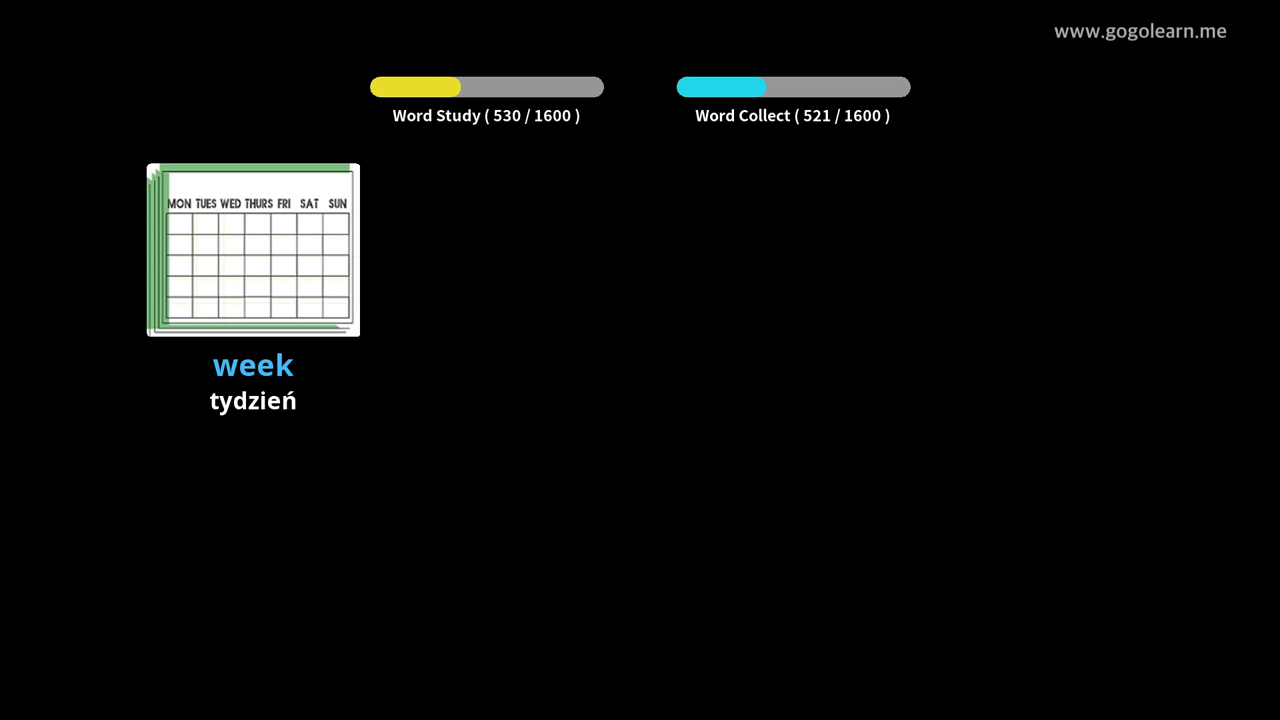 www.gogolearn.me
Word Study ( 530 / 1600 )
Word Collect ( 521 / 1600 )
MON TUES WED THURS FRI SAT SUN
week
tydzień